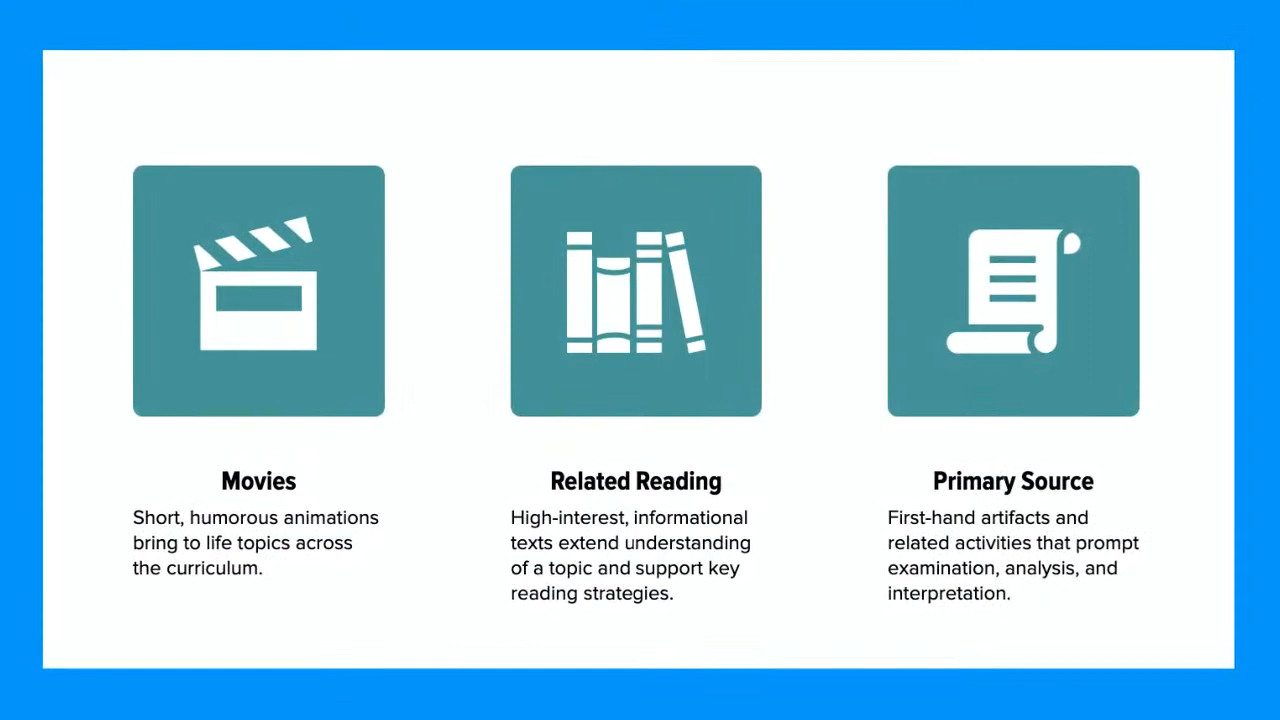 Movies
Short, humorous animations
bring to life topics across
the curriculum.
Related Reading
High-interest, informational
texts extend understanding
of a topic and support key
reading strategies.
Primary Source
First-hand artifacts and
related activities that prompt
examination, analysis, and
interpretation.